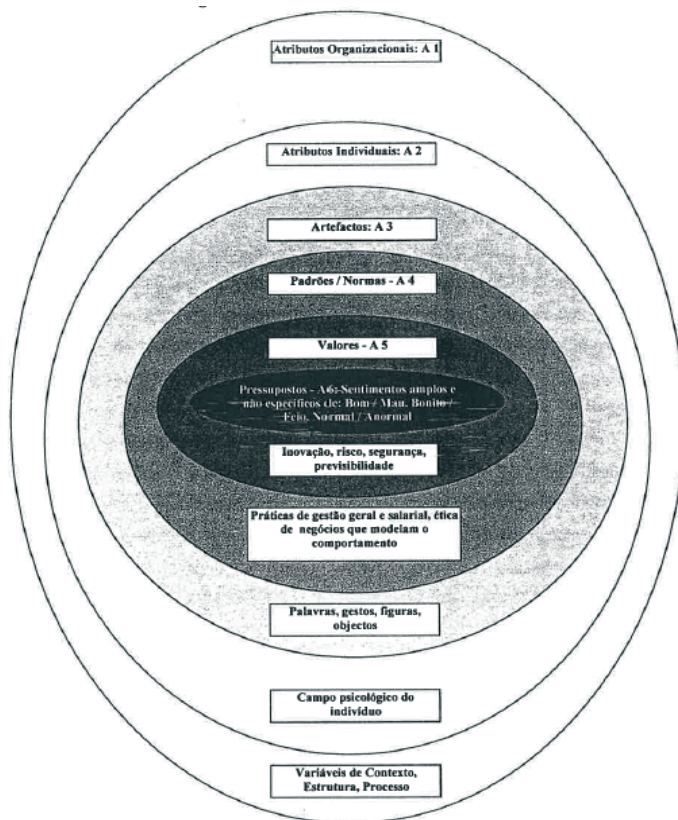 Atributos Organizacionais: A 1
Atributos Individuais: A 2
Artefactos: A 3
Padrões / Normas - A 4
Valores - A 5
Pressupostos - A6: Sentimentos amplos e
não específicos de: Bom / Mau. Bonito /
Feio. Normal / Anormal
Inovação, risco, segurança,
previsibilidade
Práticas de gestão geral e salarial, ética
de negócios que modelam o
comportamento
Palavras, gestos, figuras,
objectos
Campo psicológico do
indivíduo
Variáveis de Contexto,
Estrutura, Processo